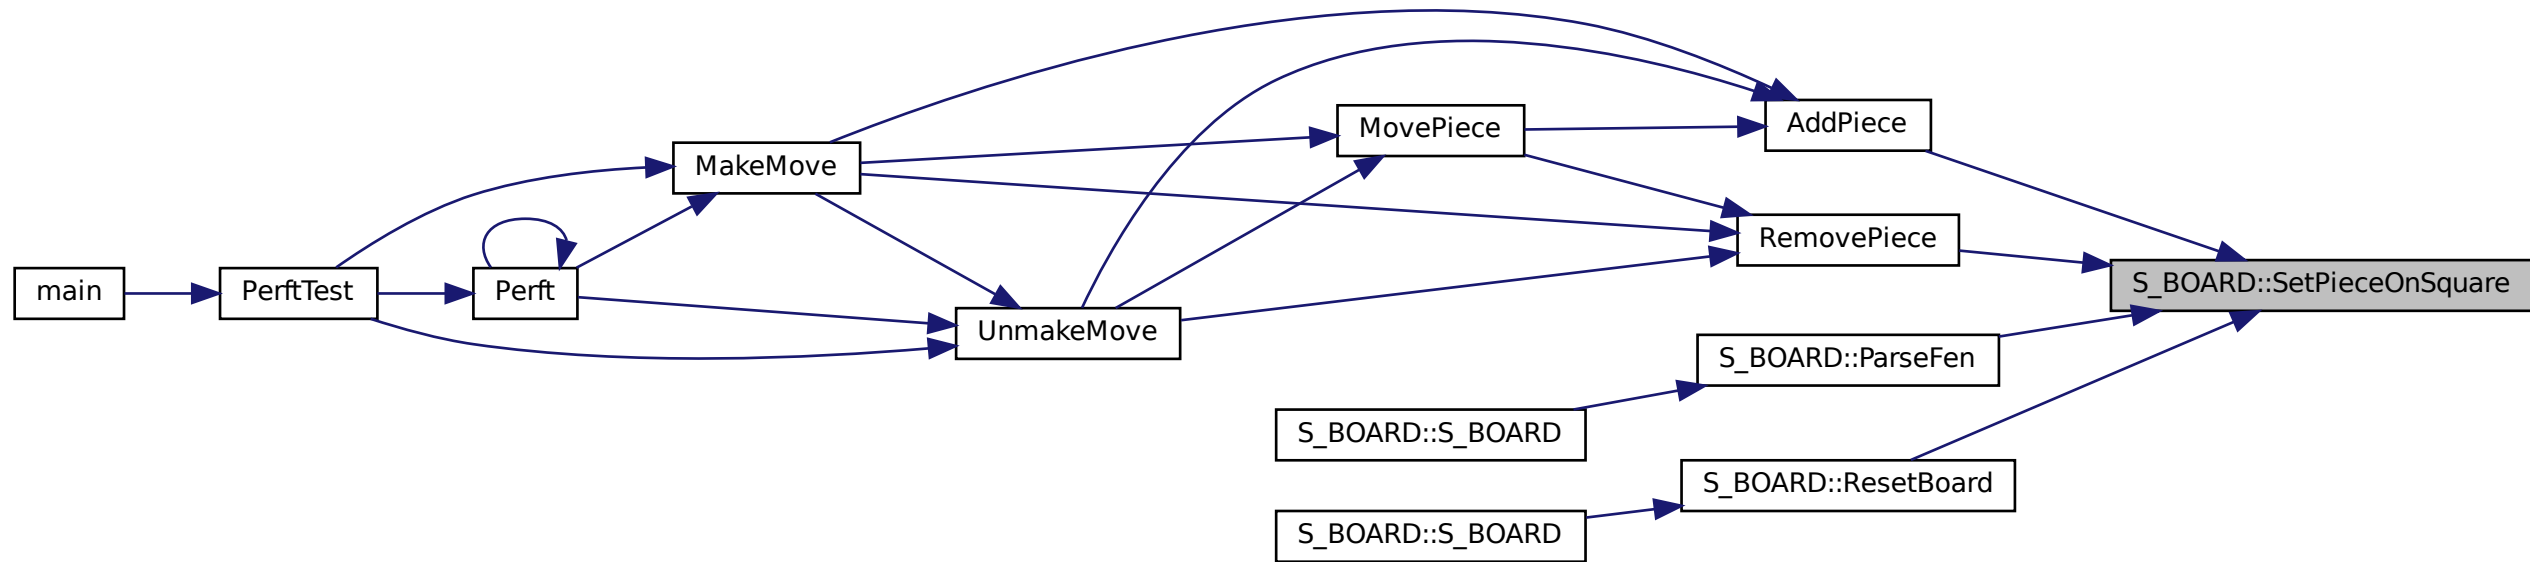 AddPiece
MovePiece
MakeMove
RemovePiece
S_BOARD::SetPieceOnSquare
main
PerftTest
Perft
UnmakeMove
S_BOARD::ParseFen
S_BOARD::S_BOARD
S_BOARD::ResetBoard
S_BOARD::S_BOARD